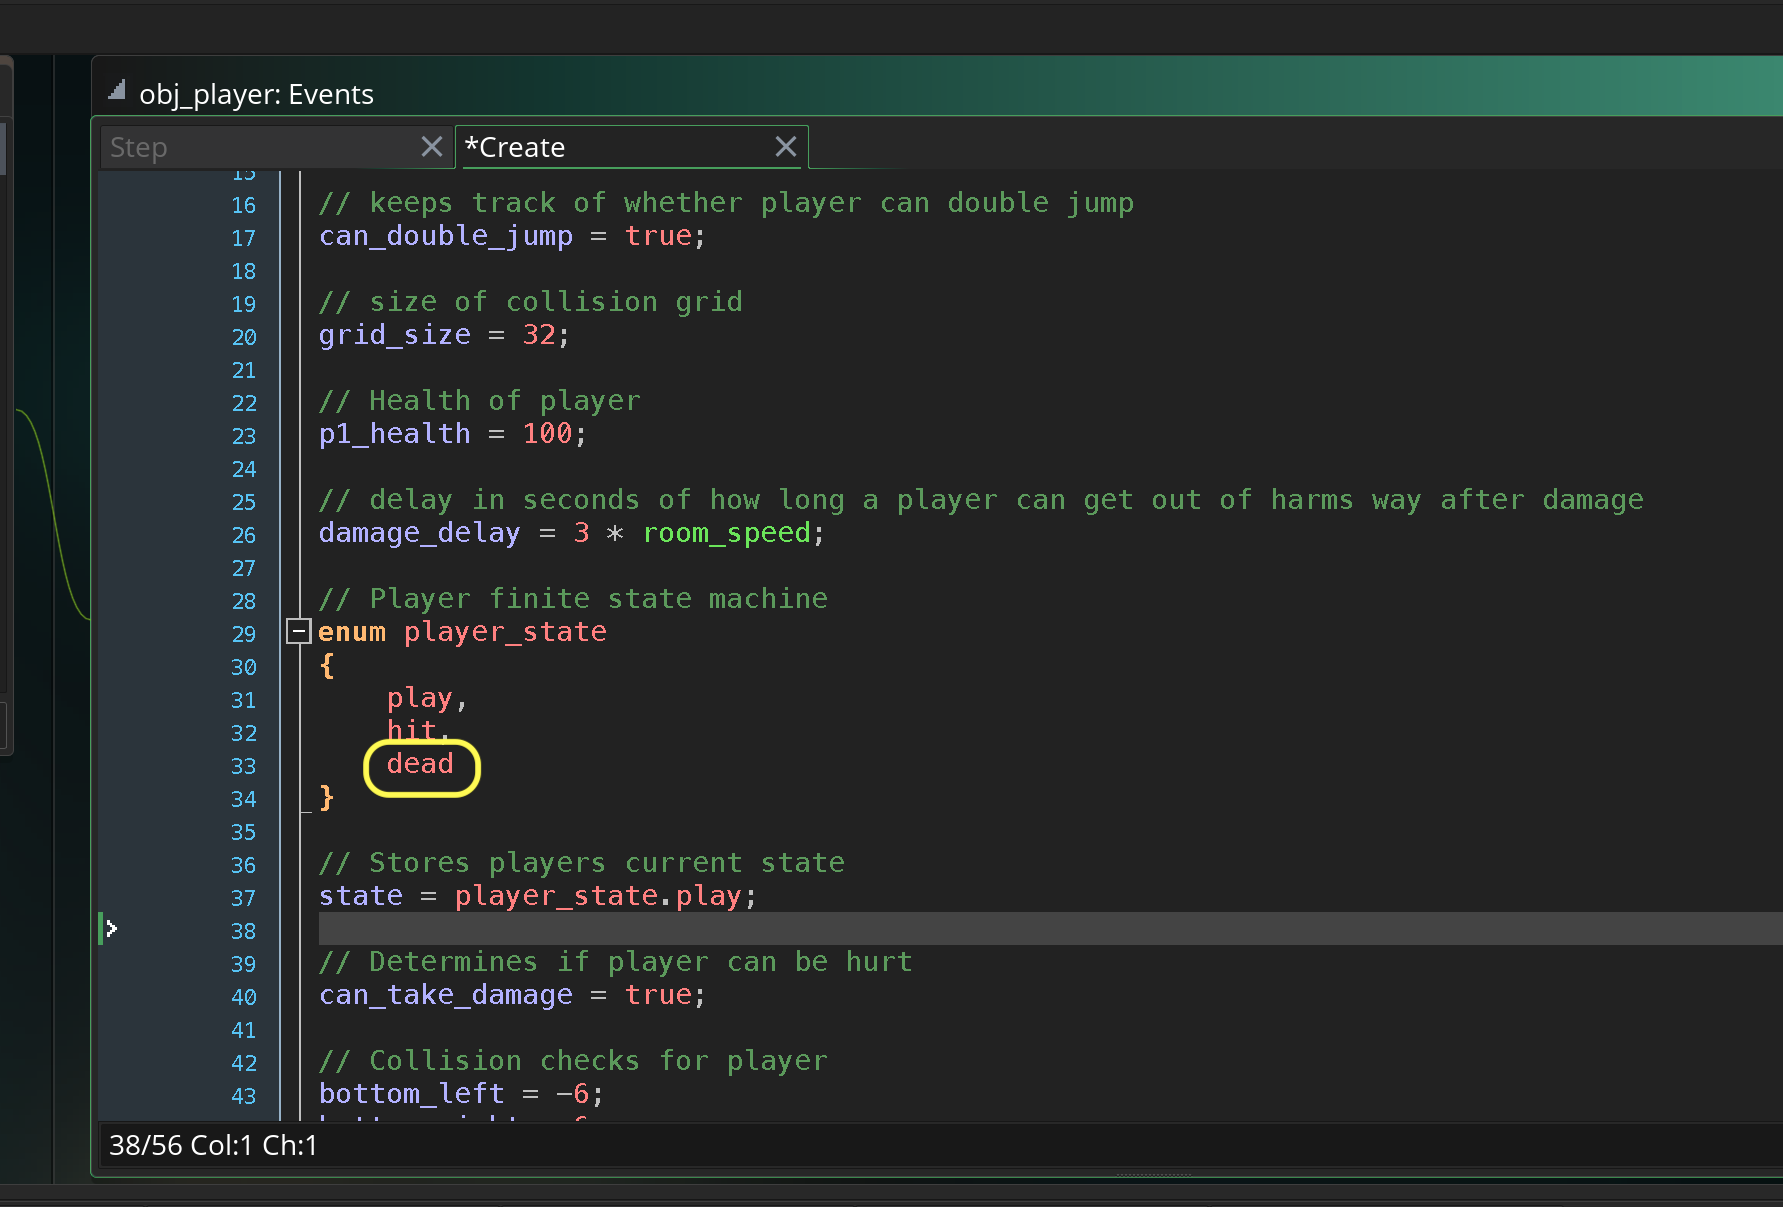 obj_player: Events
Step
*Create
15
16 // keeps track of whether player can double jump
17 can_double_jump = true;
18
19 // size of collision grid
20 grid_size = 32;
21
22 // Health of player
23 p1_health = 100;
24
25 // delay in seconds of how long a player can get out of harms way after damage
26 damage_delay = 3 * room_speed;
27
28 // Player finite state machine
29 enum player_state
30 {
31 play,
32 hit,
33 dead
34 }
35
36 // Stores players current state
37 state = player_state.play;
38
39 // Determines if player can be hurt
40 can_take_damage = true;
41
42 // Collision checks for player
43 bottom_left = -6;
38/56 Col:1 Ch:1